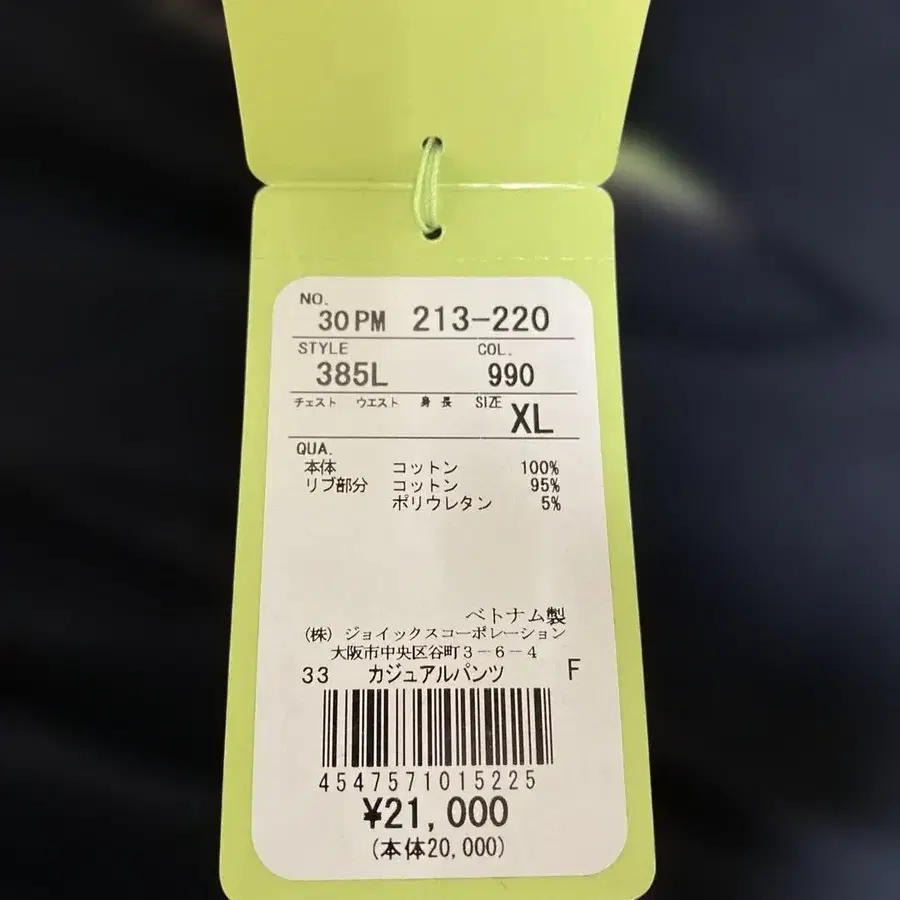 NO.
30PM 213-220
STYLE COL.
385L 990
チェスト ウエスト 身長 SIZE
XL
QUA.
本体 コットン 100%
リブ部分 コットン 95%
ポリウレタン 5%
ベトナム製
(株) ジョイックスコーポレーション
大阪市中央区谷町3-6-4
33 カジュアルパンツ F
4547571015225
¥21,000
(本体20,000)